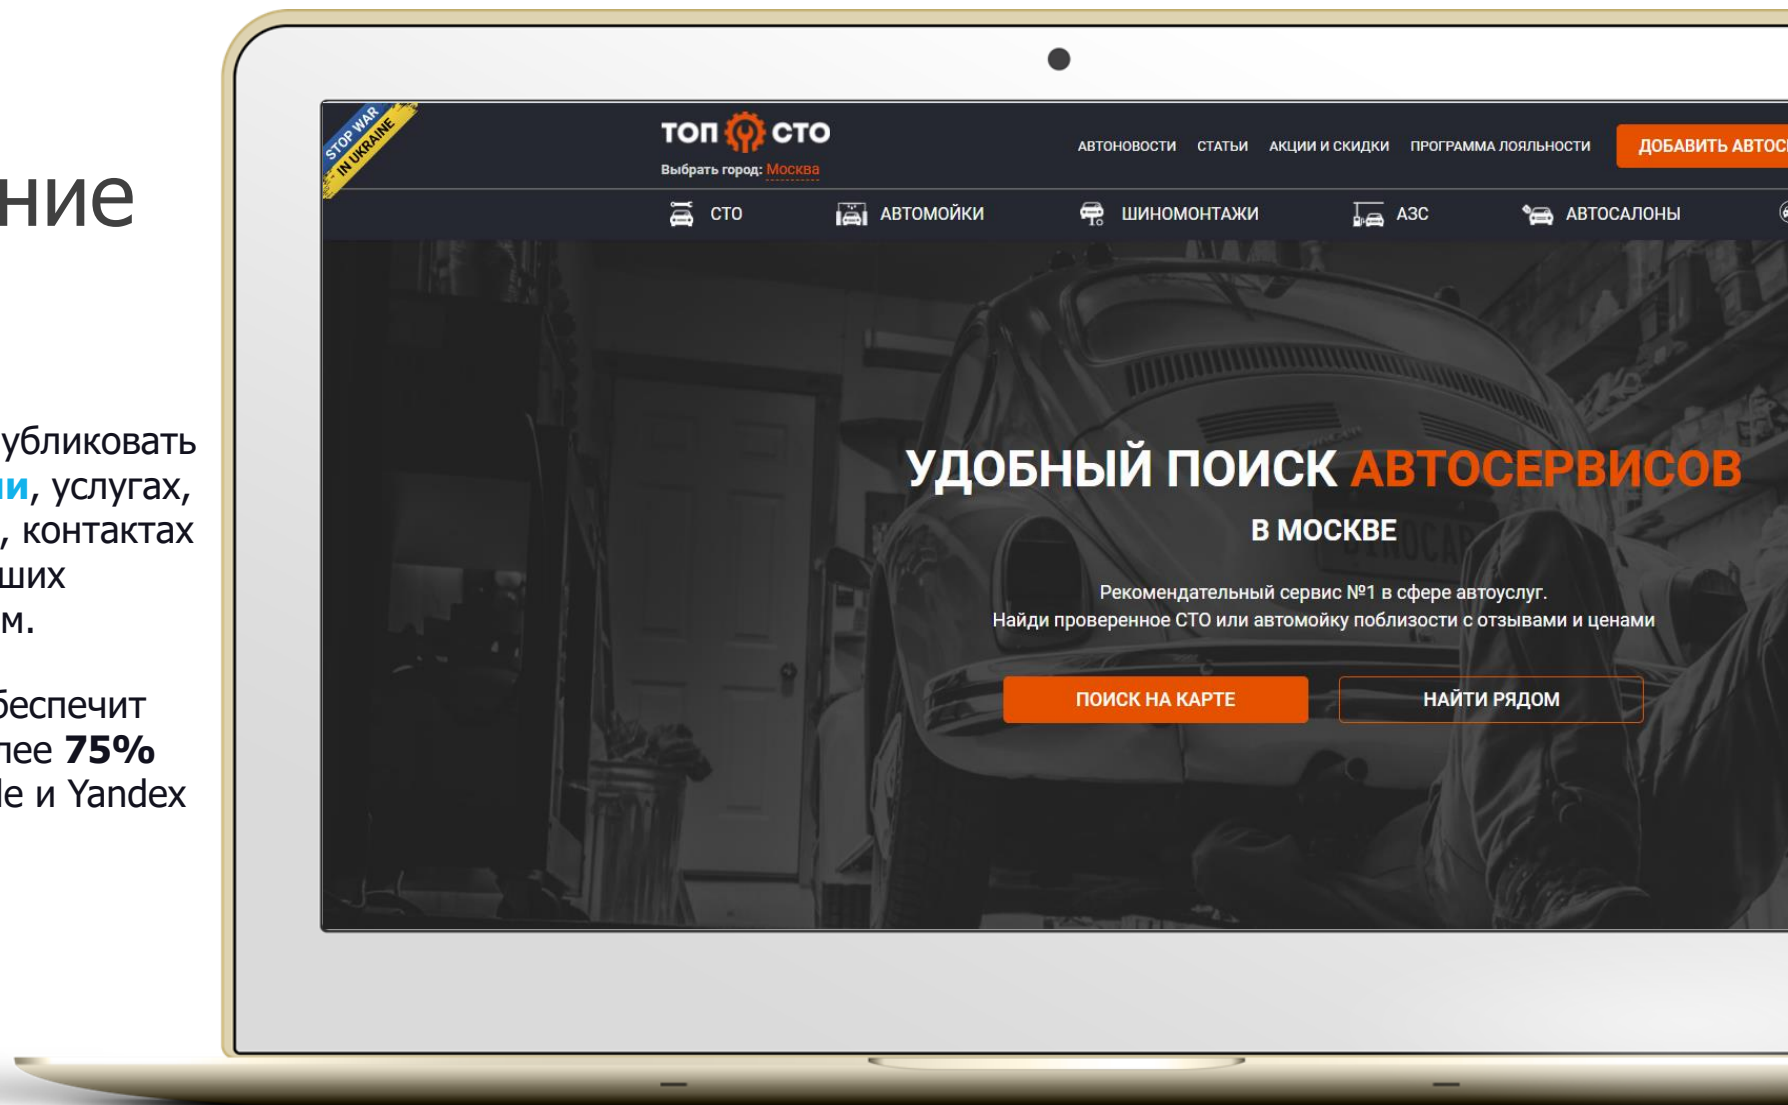 ние
убликовать
ии, услугах,
, контактах
ших
м.
беспечит
лее 75%
le и Yandex
STOP WAR
IN UKRAINE
ТОП СТО
Выбрать город: Москва
АВТОНОВОСТИ СТАТЬИ АКЦИИ И СКИДКИ ПРОГРАММА ЛОЯЛЬНОСТИ ДОБАВИТЬ АВТОС
СТО АВТОМОЙКИ ШИНОМОНТАЖИ АЗС АВТОСАЛОНЫ
УДОБНЫЙ ПОИСК АВТОСЕРВИСОВ
В МОСКВЕ
Рекомендательный сервис №1 в сфере автоуслуг.
Найди проверенное СТО или автомойку поблизости с отзывами и ценами
ПОИСК НА КАРТЕ НАЙТИ РЯДОМ